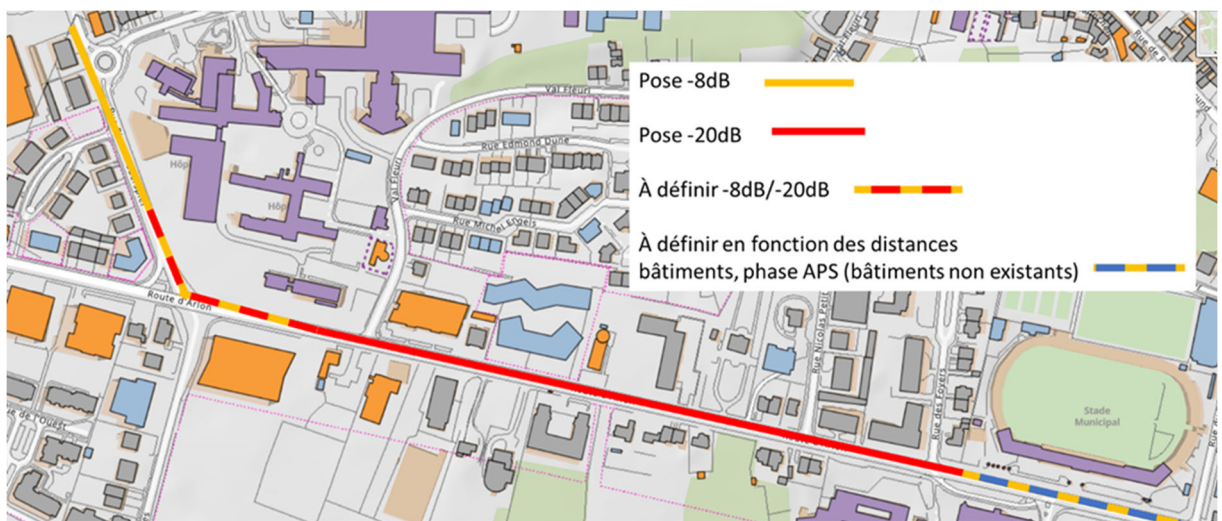 Pose -8dB
Pose -20dB
À définir -8dB/-20dB
À définir en fonction des distances
bâtiments, phase APS (bâtiments non existants)
Val Fleuri
Rue Edmond Dune
Val Fleuri
Rue Michel Engels
Hôp
Hôp
Route d'Arlon
Rue Nicolas Petit
Rue des Foyers
Stade
Municipal
de l'Ouest